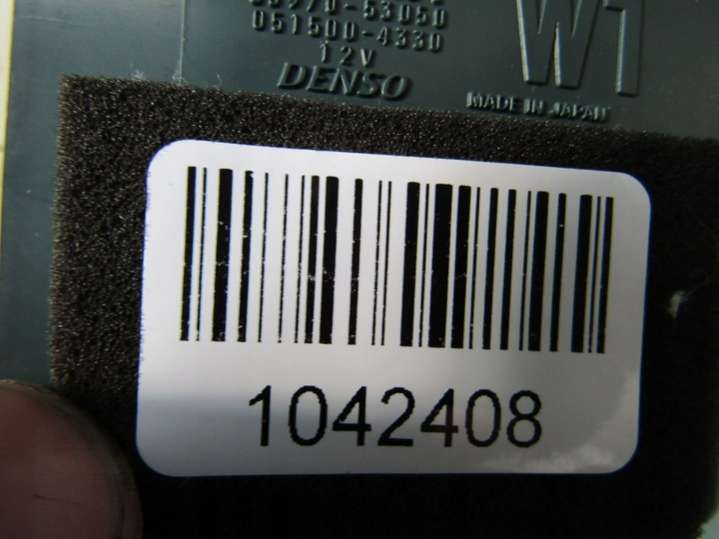 051500-4330
12V
DENSO
W1
MADE IN JAPAN
1042408